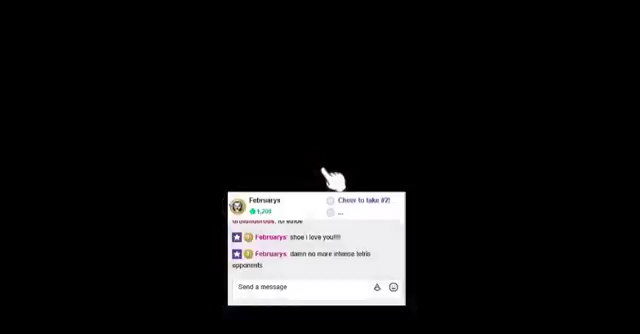 Februarys
Cheer to take #2!
1,200
...
Februarys: shoe i love you!!!!
Februarys: damn no more intense tetris
opponents
Send a message